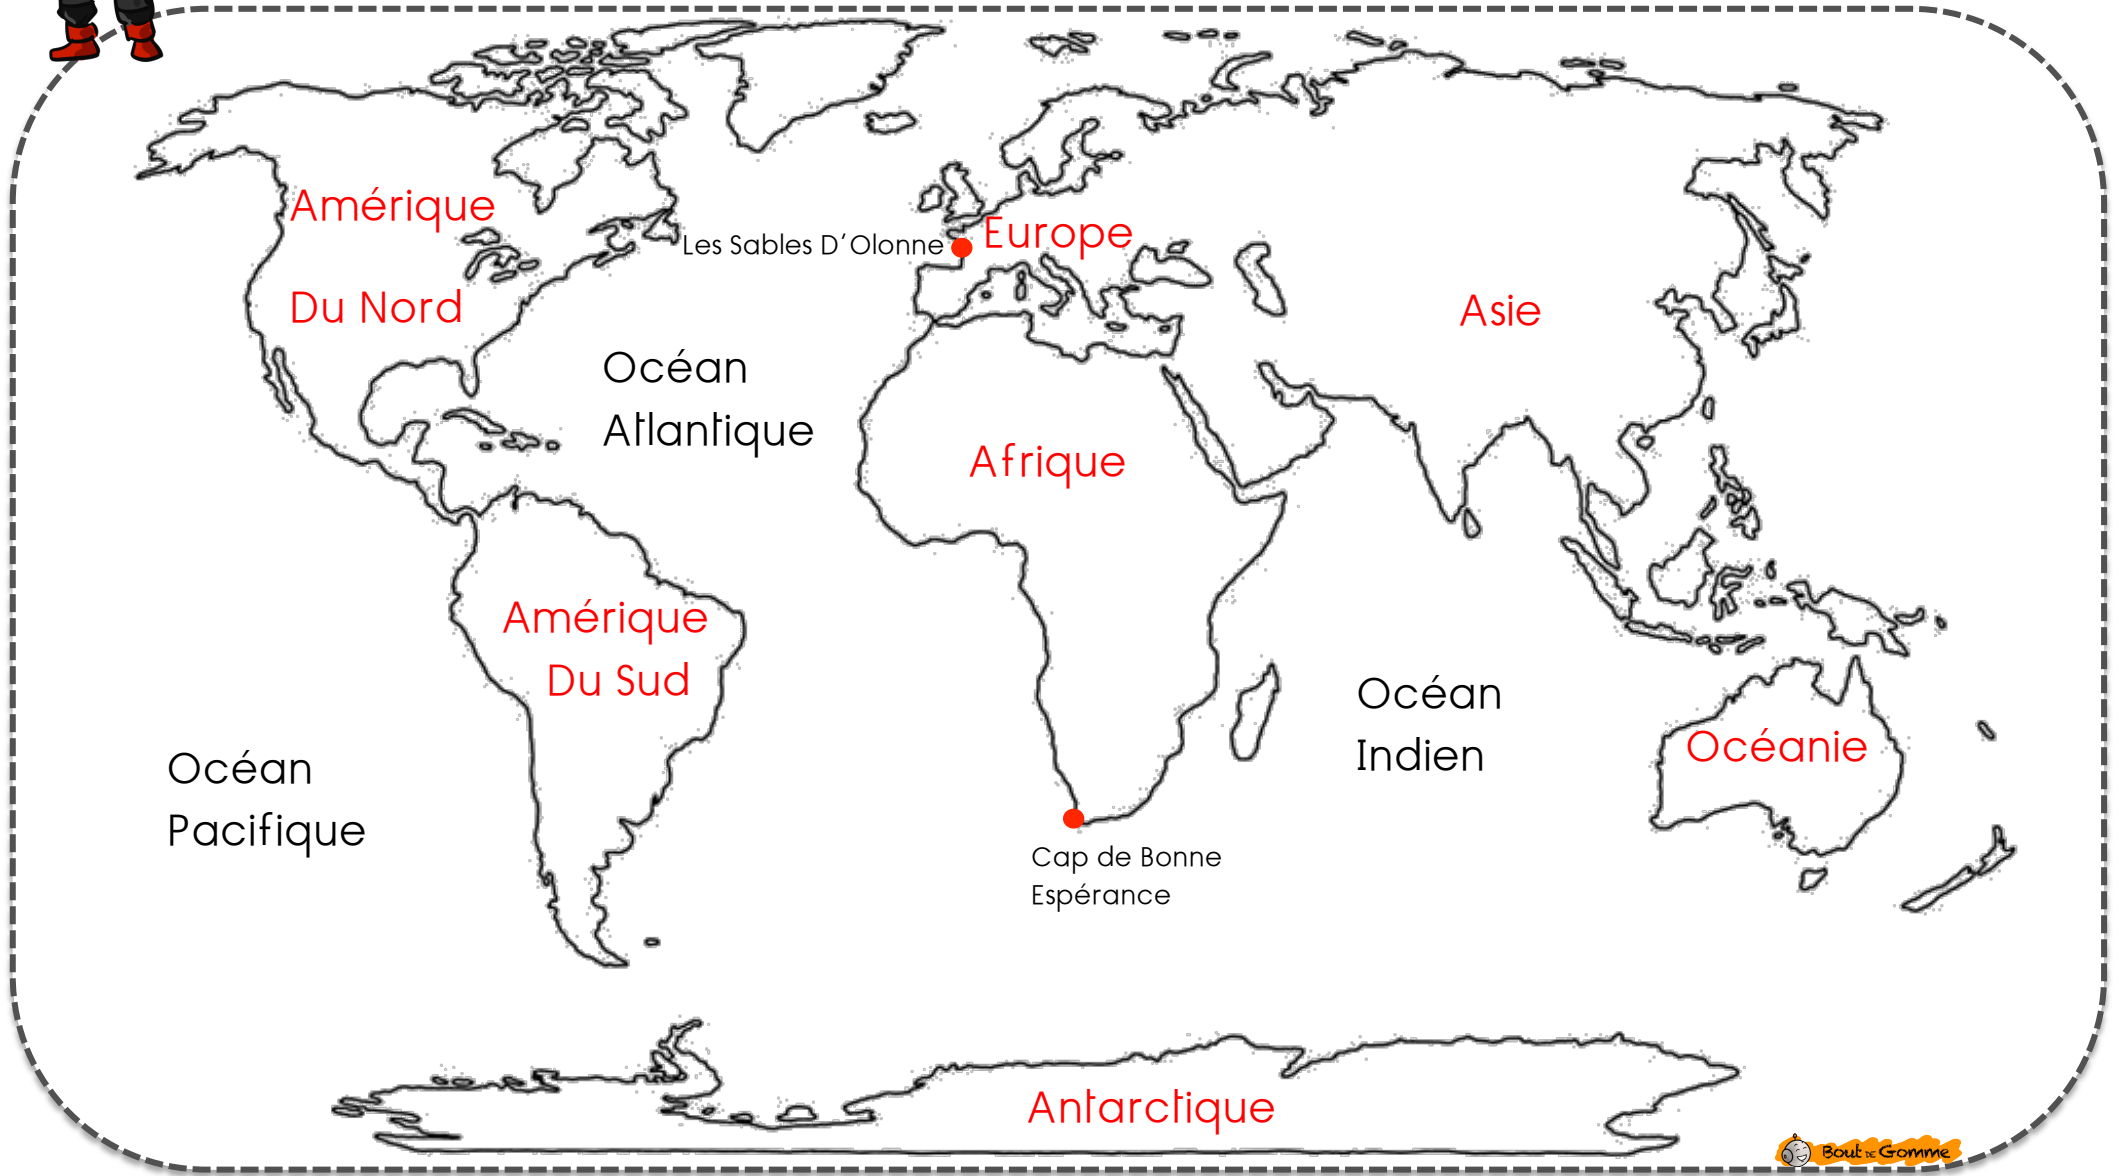 Amérique
Du Nord
Les Sables D'Olonne
Europe
Asie
Océan
Atlantique
Afrique
Amérique
Du Sud
Océan
Indien
Océanie
Océan
Pacifique
Cap de Bonne
Espérance
Antarctique
Bout DE Gomme